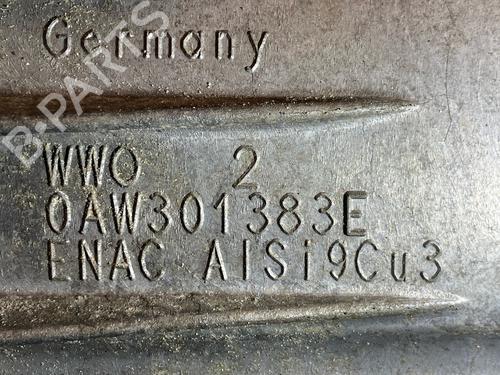 Germany
B-PARTS
WWO 2
0AW301383E
ENAC AlSi9Cu3